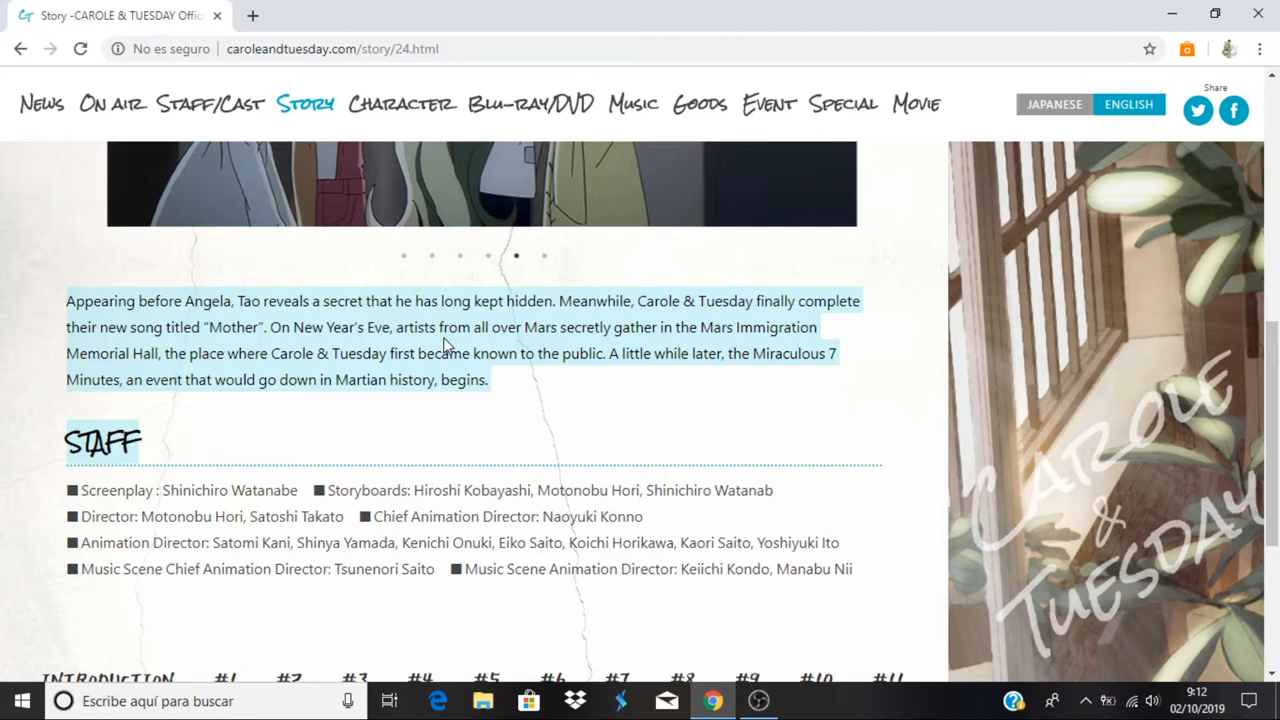 Story -CAROLE & TUESDAY Offic
No es seguro
caroleandtuesday.com/story/24.html
NEWS ON AIR STAFF/CAST STORY CHARACTER BLU-RAY/DVD MUSIC GOODS EVENT SPECIAL MOVIE
JAPANESE ENGLISH
Share
Appearing before Angela, Tao reveals a secret that he has long kept hidden. Meanwhile, Carole & Tuesday finally complete
their new song titled “Mother”. On New Year’s Eve, artists from all over Mars secretly gather in the Mars Immigration
Memorial Hall, the place where Carole & Tuesday first became known to the public. A little while later, the Miraculous 7
Minutes, an event that would go down in Martian history, begins.
STAFF
■Screenplay : Shinichiro Watanabe ■Storyboards: Hiroshi Kobayashi, Motonobu Hori, Shinichiro Watanab
■Director: Motonobu Hori, Satoshi Takato ■Chief Animation Director: Naoyuki Konno
■Animation Director: Satomi Kani, Shinya Yamada, Kenichi Onuki, Eiko Saito, Koichi Horikawa, Kaori Saito, Yoshiyuki Ito
■Music Scene Chief Animation Director: Tsunenori Saito ■Music Scene Animation Director: Keiichi Kondo, Manabu Nii
INTRODUCTION #1 #2 #3 #4 #5 #6 #7 #8 #9 #10 #11
CAROLE
&
TUESDAY
Escribe aquí para buscar
9:12
02/10/2019